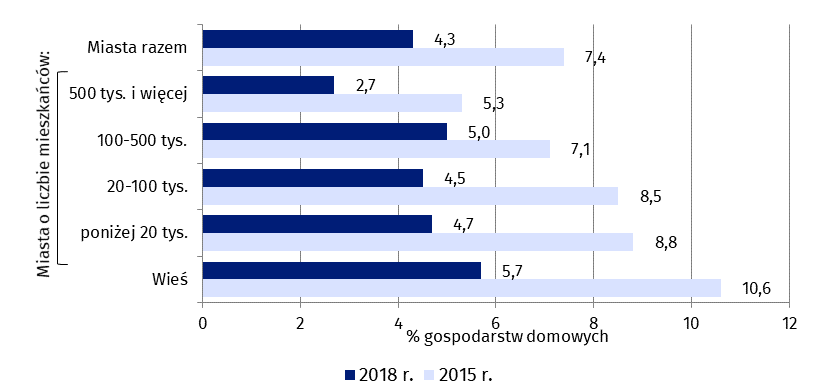 Miasta o liczbie mieszkańców:
Miasta razem
4,3
7,4
500 tys. i więcej
2,7
5,3
100-500 tys.
5,0
7,1
20-100 tys.
4,5
8,5
poniżej 20 tys.
4,7
8,8
Wieś
5,7
10,6
0 2 4 6 8 10 12
% gospodarstw domowych
2018 r. 2015 r.